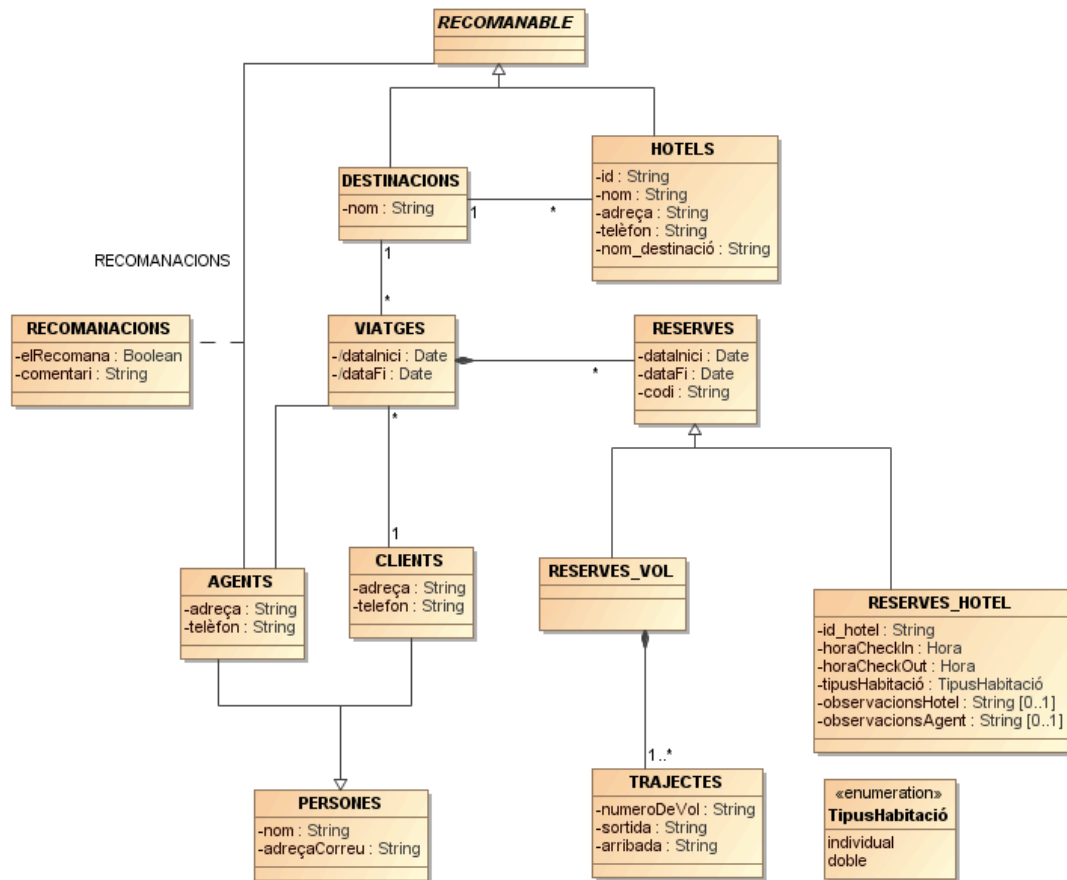 RECOMANABLE
HOTELS
-id : String
-nom : String
-adreça : String
-telèfon : String
-nom_destinació : String
DESTINACIONS
-nom : String
1
*
1
*
RECOMANACIONS
RECOMANACIONS
-elRecomana : Boolean
-comentari : String
VIATGES
-/dataInici : Date
-/dataFi : Date
*
RESERVES
-dataInici : Date
-dataFi : Date
-codi : String
*
1
AGENTS
-adreça : String
-telèfon : String
CLIENTS
-adreça : String
-telefon : String
RESERVES_VOL
RESERVES_HOTEL
-id_hotel : String
-horaCheckIn : Hora
-horaCheckOut : Hora
-tipusHabitació : TipusHabitació
-observacionsHotel : String [0..1]
-observacionsAgent : String [0..1]
1..*
PERSONES
-nom : String
-adreçaCorreu : String
TRAJECTES
-numeroDeVol : String
-sortida : String
-arribada : String
«enumeration»
TipusHabitació
individual
doble